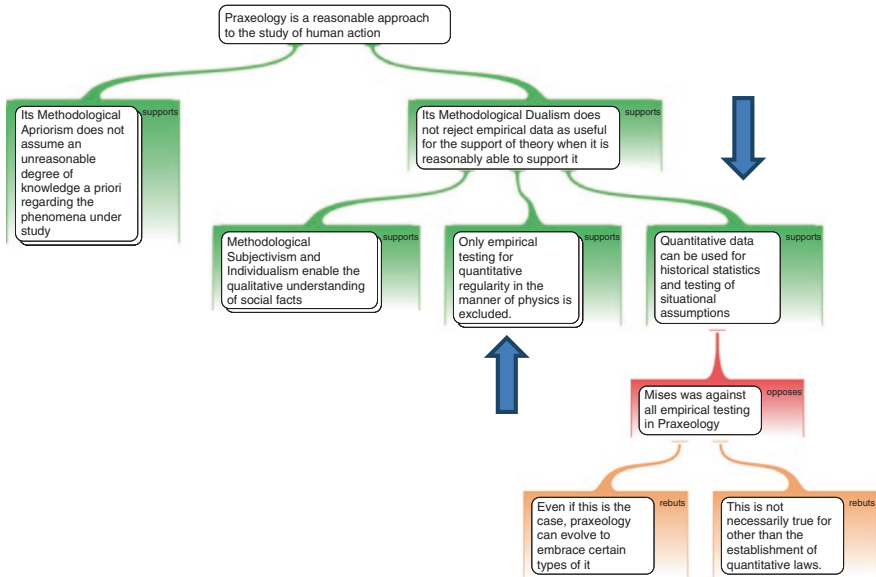 Praxeology is a reasonable approach
to the study of human action
Its Methodological
Apriorism does not
assume an
unreasonable
degree of
knowledge a priori
regarding the
phenomena under
study
supports
Its Methodological Dualism does
not reject empirical data as useful
for the support of theory when it is
reasonably able to support it
supports
Methodological
Subjectivism and
Individualism enable the
qualitative understanding
of social facts
supports
Only empirical
testing for
quantitative
regularity in the
manner of physics is
excluded.
supports
Quantitative data
can be used for
historical statistics
and testing of
situational
assumptions
supports
Mises was against
all empirical testing
in Praxeology
opposes
Even if this is the
case, praxeology
can evolve to
embrace certain
types of it
rebuts
This is not
necessarily true for
other than the
establishment of
quantitative laws.
rebuts